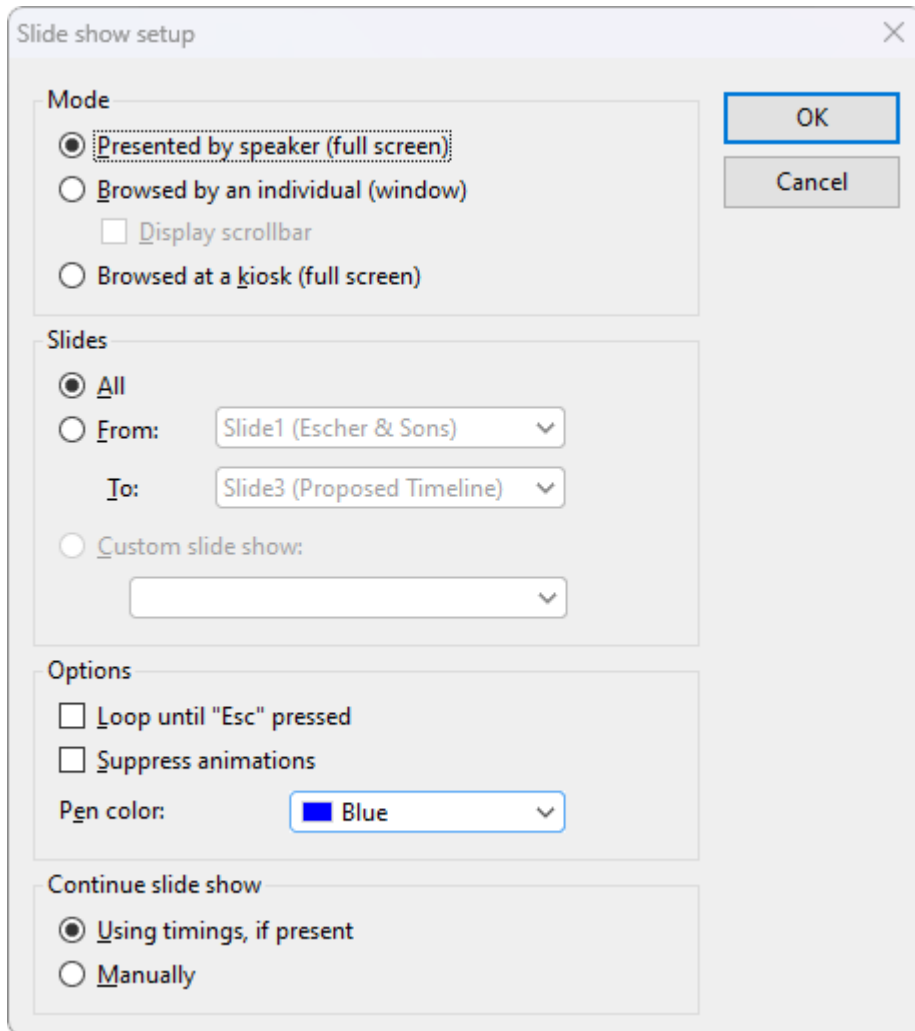 Slide show setup
Mode
OK
Presented by speaker (full screen)
Cancel
Browsed by an individual (window)
Display scrollbar
Browsed at a kiosk (full screen)
Slides
All
From: Slide1 (Escher & Sons)
To: Slide3 (Proposed Timeline)
Custom slide show:
Options
Loop until "Esc" pressed
Suppress animations
Pen color: Blue
Continue slide show
Using timings, if present
Manually